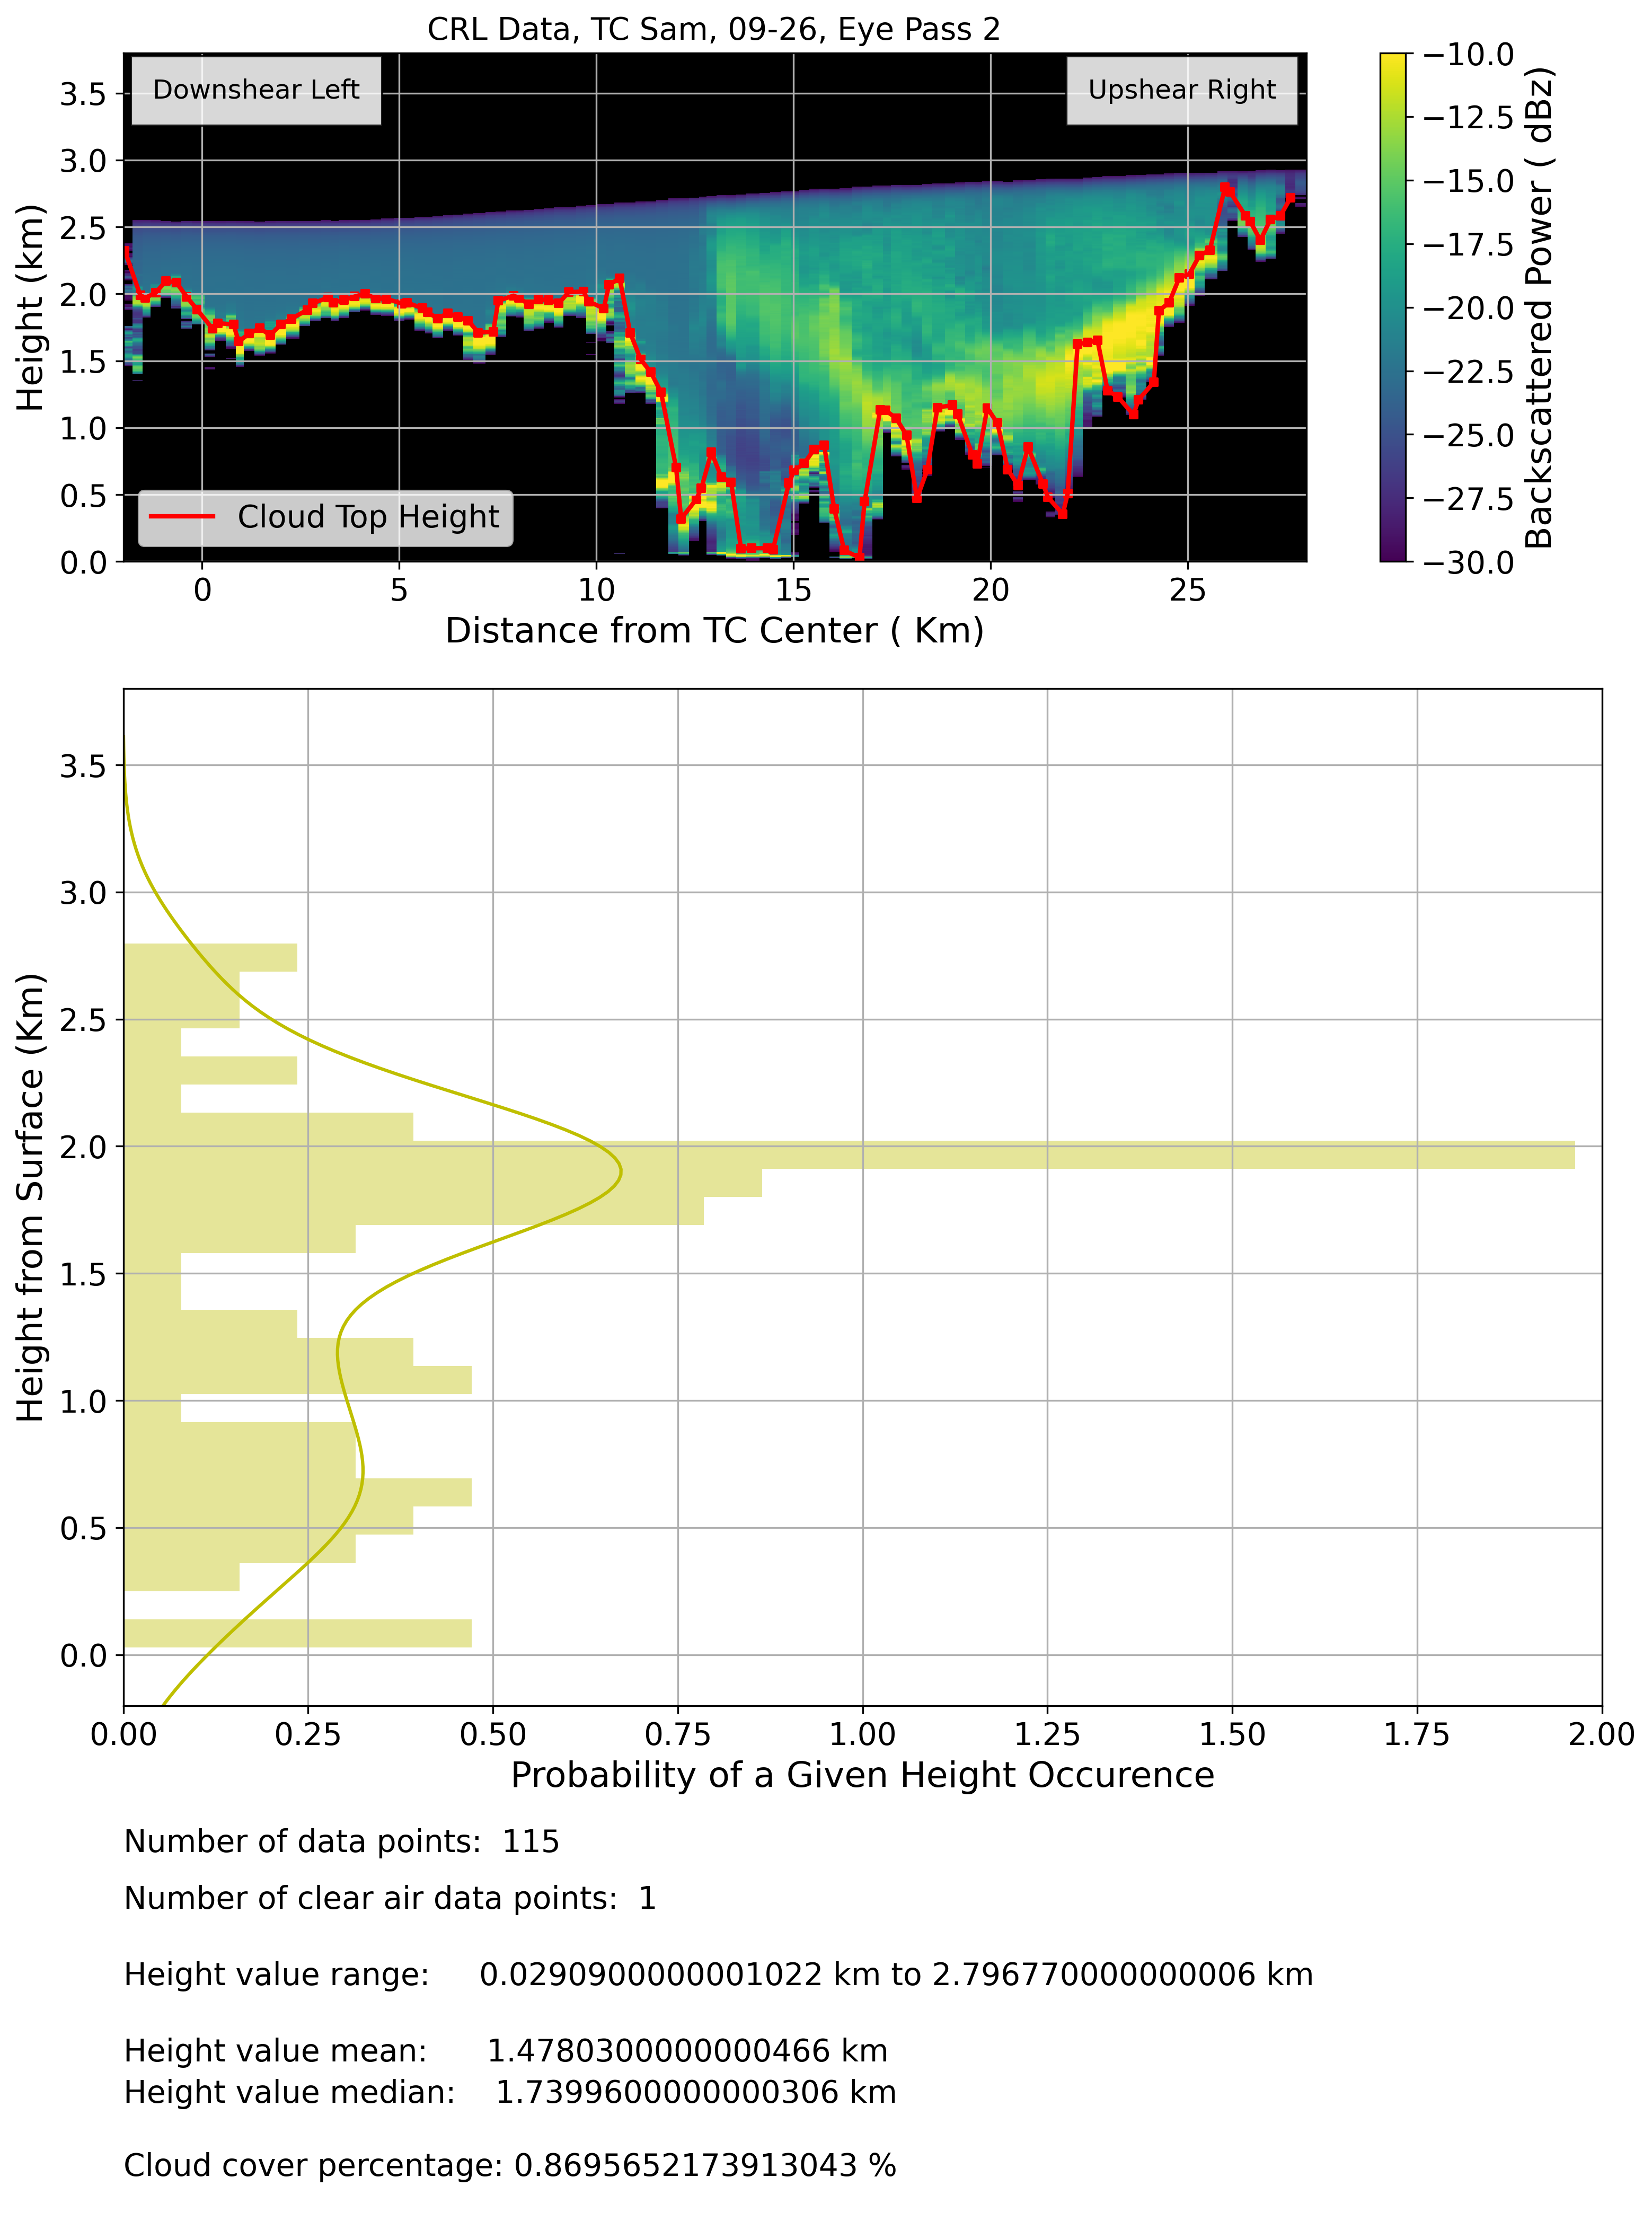 CRL Data, TC Sam, 09-26, Eye Pass 2
Downshear Left
Upshear Right
Height (km)
3.5
3.0
2.5
2.0
1.5
1.0
0.5
0.0
Cloud Top Height
0 5 10 15 20 25
Distance from TC Center ( Km)
−10.0
−12.5
−15.0
−17.5
−20.0
−22.5
−25.0
−27.5
−30.0
Backscattered Power ( dBz)
Height from Surface (Km)
3.5
3.0
2.5
2.0
1.5
1.0
0.5
0.0
0.00 0.25 0.50 0.75 1.00 1.25 1.50 1.75 2.00
Probability of a Given Height Occurence
Number of data points: 115
Number of clear air data points: 1
Height value range: 0.0290900000001022 km to 2.796770000000006 km
Height value mean: 1.4780300000000466 km
Height value median: 1.7399600000000306 km
Cloud cover percentage: 0.8695652173913043 %